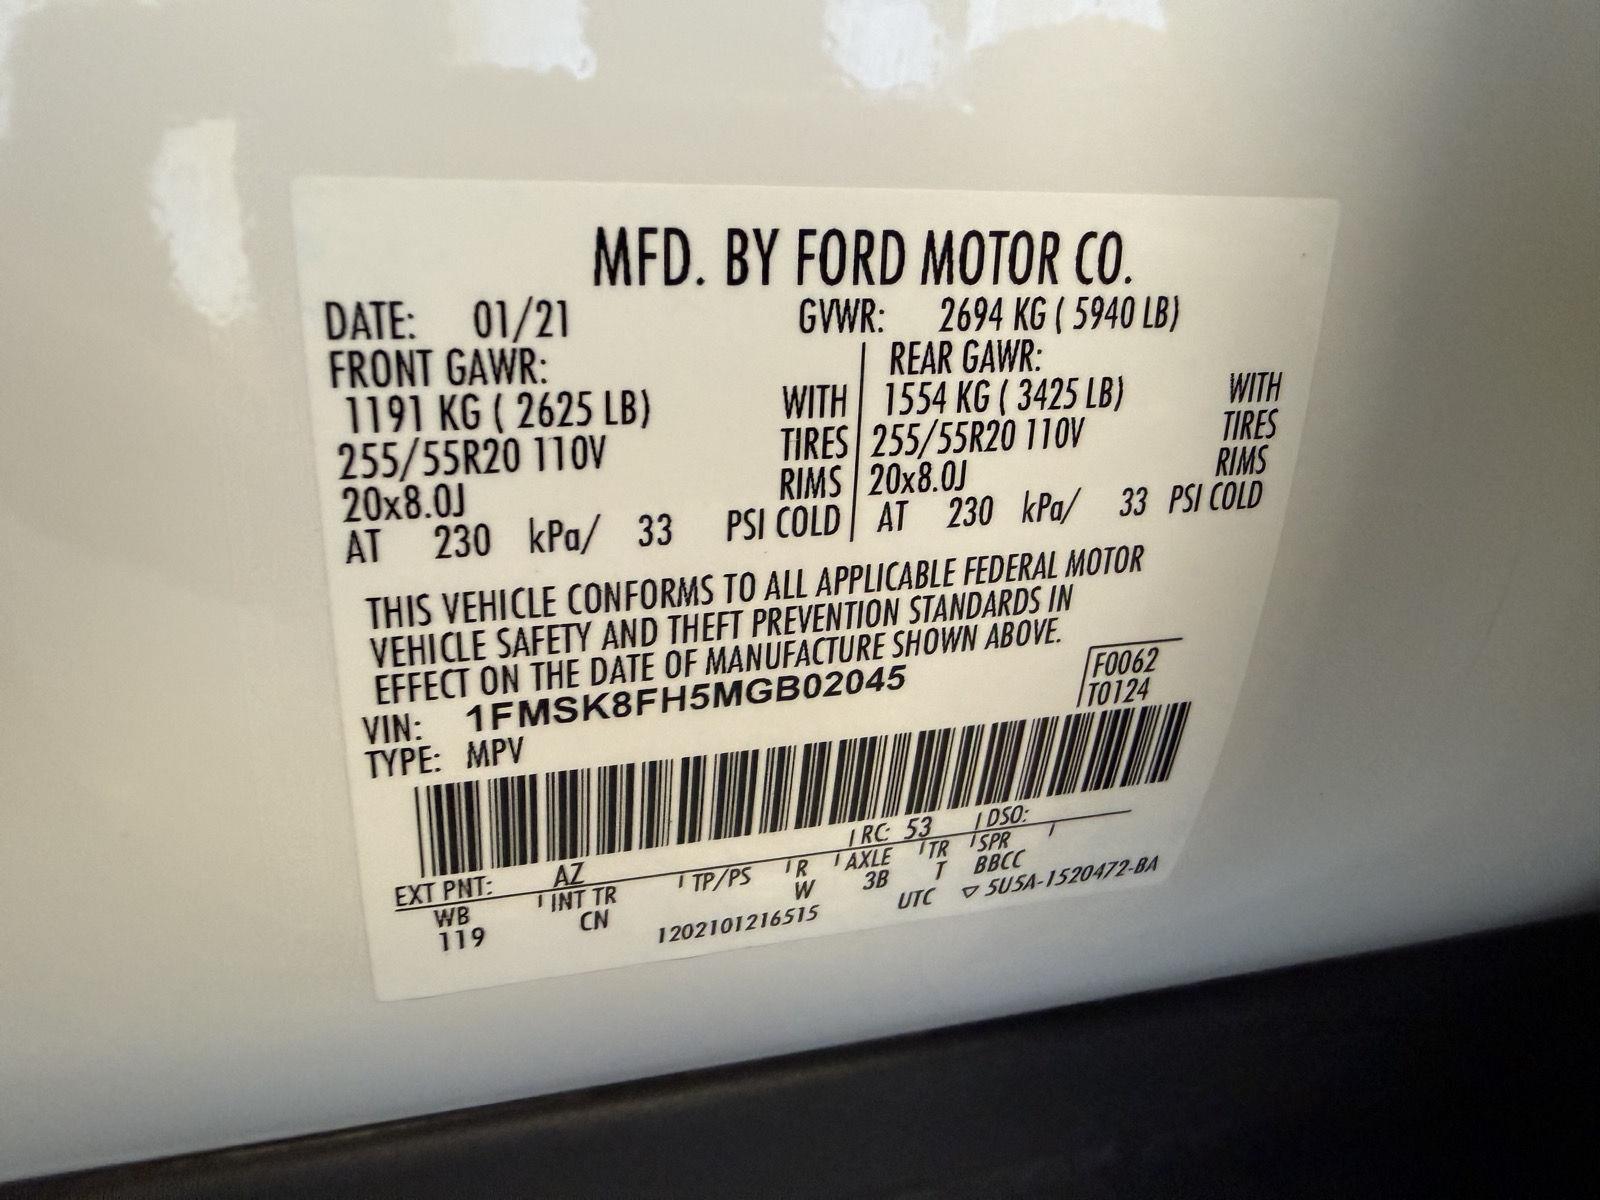 MFD. BY FORD MOTOR CO.
DATE: 01/21 GVWR: 2694 KG ( 5940 LB)
FRONT GAWR: REAR GAWR:
1191 KG ( 2625 LB) WITH 1554 KG ( 3425 LB) WITH
255/55R20 110V TIRES 255/55R20 110V TIRES
20x8.0J RIMS 20x8.0J RIMS
AT 230 kPa/ 33 PSI COLD AT 230 kPa/ 33 PSI COLD
THIS VEHICLE CONFORMS TO ALL APPLICABLE FEDERAL MOTOR
VEHICLE SAFETY AND THEFT PREVENTION STANDARDS IN
EFFECT ON THE DATE OF MANUFACTURE SHOWN ABOVE.
VIN: 1FMSK8FH5MGB02045 F0062
TYPE: MPV T0124
EXT PNT: AZ RC: 53 DSO:
WB INT TR TP/PS R AXLE TR SPR
119 CN W 3B T BBCC
1202101216515 UTC ▽ 5U5A-1520472-BA